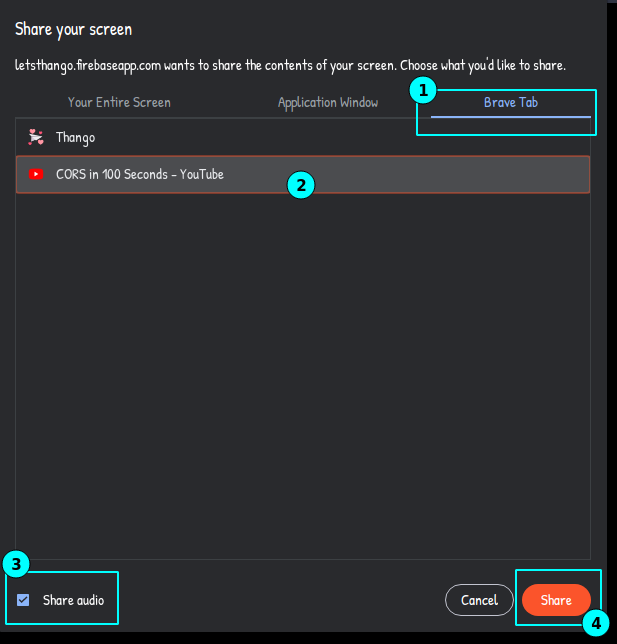 Share your screen
letsthango.firebaseapp.com wants to share the contents of your screen. Choose what you'd like to share.
1
Your Entire Screen Application Window Brave Tab
Thango
CORS in 100 Seconds - YouTube
2
3
Share audio Cancel Share
4